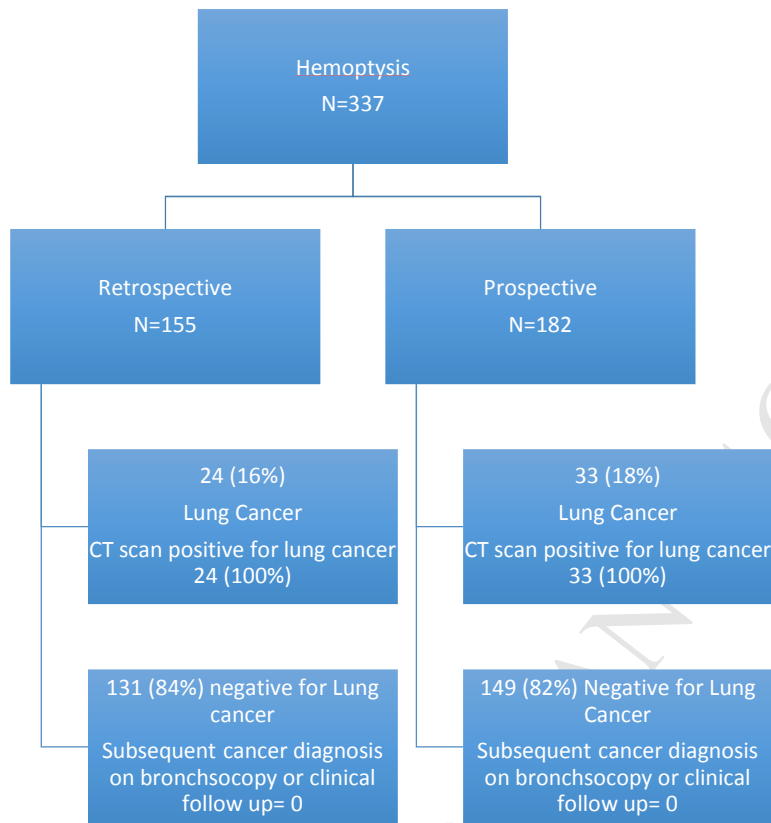 Hemoptysis
N=337
Retrospective
N=155
Prospective
N=182
24 (16%)
Lung Cancer
CT scan positive for lung cancer
24 (100%)
33 (18%)
Lung Cancer
CT scan positive for lung cancer
33 (100%)
131 (84%) negative for Lung
cancer
Subsequent cancer diagnosis
on bronchsocopy or clinical
follow up= 0
149 (82%) Negative for Lung
Cancer
Subsequent cancer diagnosis
on bronchsocopy or clinical
follow up= 0